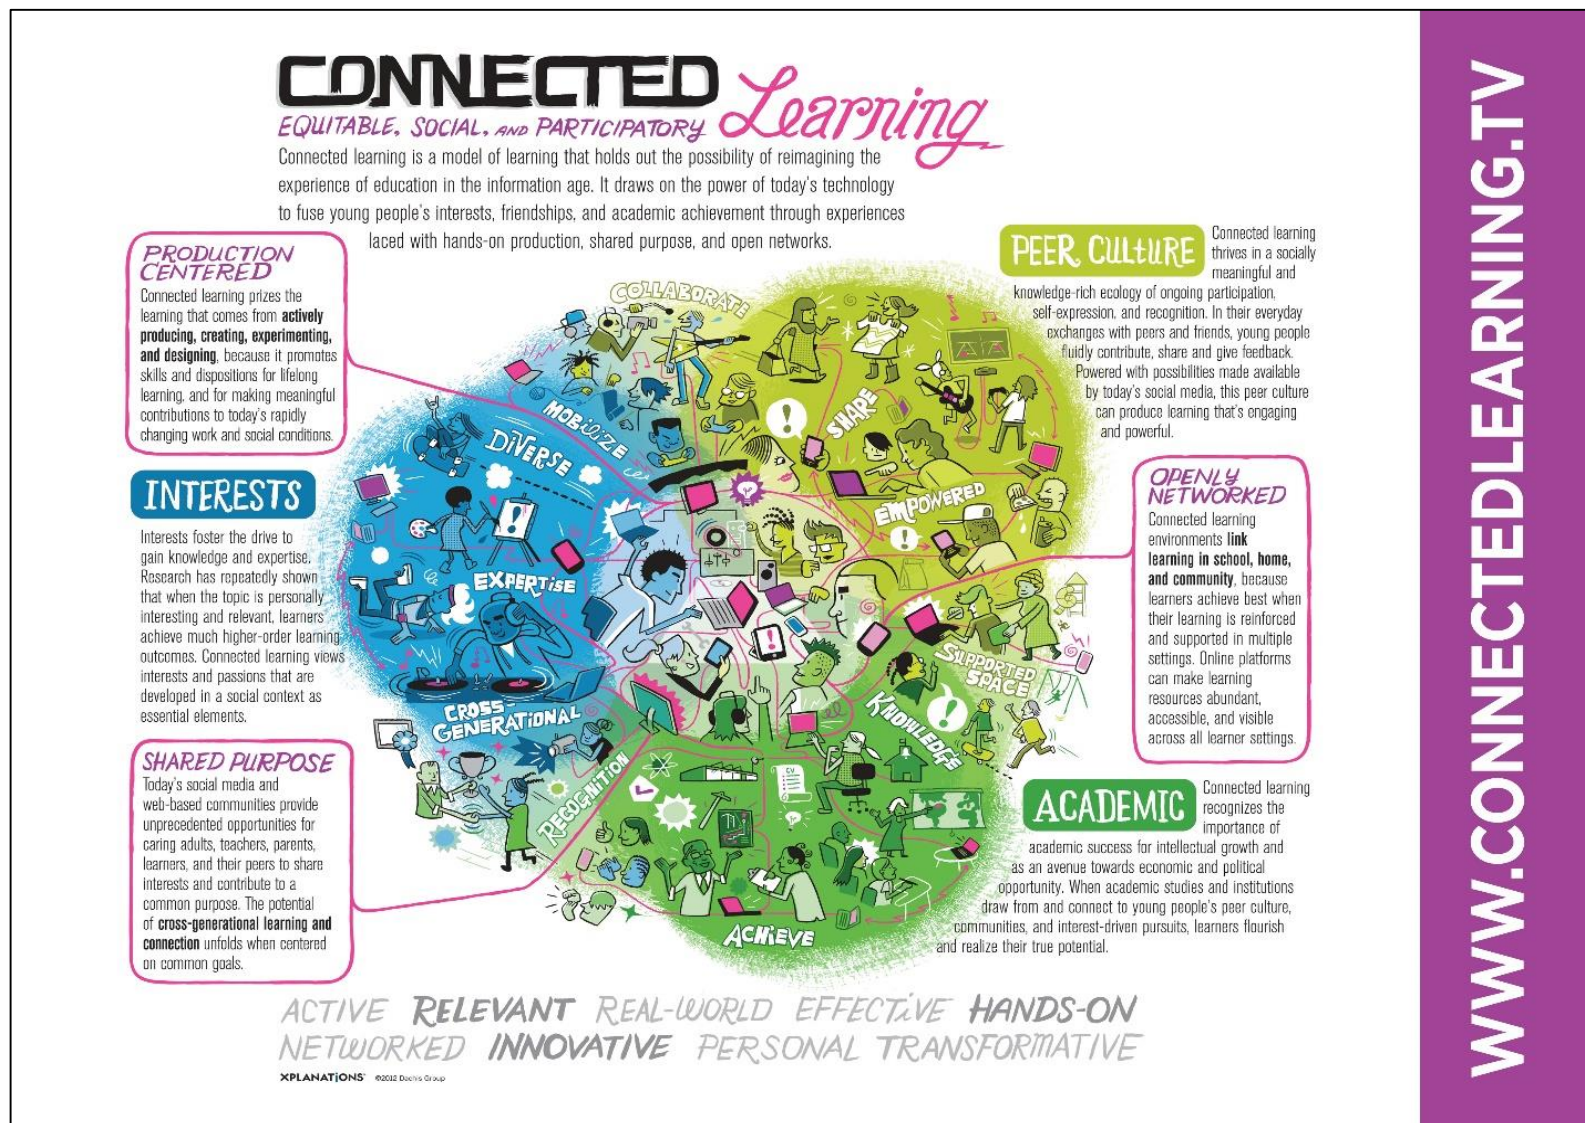 CONNECTED
Learning
EQUITABLE, SOCIAL, AND PARTICIPATORY
Connected learning is a model of learning that holds out the possibility of reimagining the
experience of education in the information age. It draws on the power of today's technology
to fuse young people's interests, friendships, and academic achievement through experiences
laced with hands-on production, shared purpose, and open networks.
PRODUCTION
CENTERED
Connected learning prizes the
learning that comes from actively
producing, creating, experimenting,
and designing, because it promotes
skills and dispositions for lifelong
learning, and for making meaningful
contributions to today's rapidly
changing work and social conditions.
INTERESTS
Interests foster the drive to
gain knowledge and expertise.
Research has repeatedly shown
that when the topic is personally
interesting and relevant, learners
achieve much higher-order learning
outcomes. Connected learning views
interests and passions that are
developed in a social context as
essential elements.
SHARED PURPOSE
Today's social media and
web-based communities provide
unprecedented opportunities for
caring adults, teachers, parents,
learners, and their peers to share
interests and contribute to a
common purpose. The potential
of cross-generational learning and
connection unfolds when centered
on common goals.
COLLABORATE
MOBILIZE
DIVERSE
EXPERTISE
CROSS-
GENERATIONAL
RECOGNITION
SHARE
EMPOWERED
SUPPORTED
SPACE
KNOWLEDGE
CV
ACHIEVE
PEER CULTURE
Connected learning
thrives in a socially
meaningful and
knowledge-rich ecology of ongoing participation,
self-expression, and recognition. In their everyday
exchanges with peers and friends, young people
fluidly contribute, share and give feedback.
Powered with possibilities made available
by today's social media, this peer culture
can produce learning that's engaging
and powerful.
OPENLY
NETWORKED
Connected learning
environments link
learning in school, home,
and community, because
learners achieve best when
their learning is reinforced
and supported in multiple
settings. Online platforms
can make learning
resources abundant,
accessible, and visible
across all learner settings.
ACADEMIC
Connected learning
recognizes the
importance of
academic success for intellectual growth and
as an avenue towards economic and political
opportunity. When academic studies and institutions
draw from and connect to young people's peer culture,
communities, and interest-driven pursuits, learners flourish
and realize their true potential.
ACTIVE RELEVANT REAL-WORLD EFFECTIVE HANDS-ON
NETWORKED INNOVATIVE PERSONAL TRANSFORMATIVE
XPLANATIONS ©2012 Dachis Group
WWW.CONNECTEDLEARNING.TV